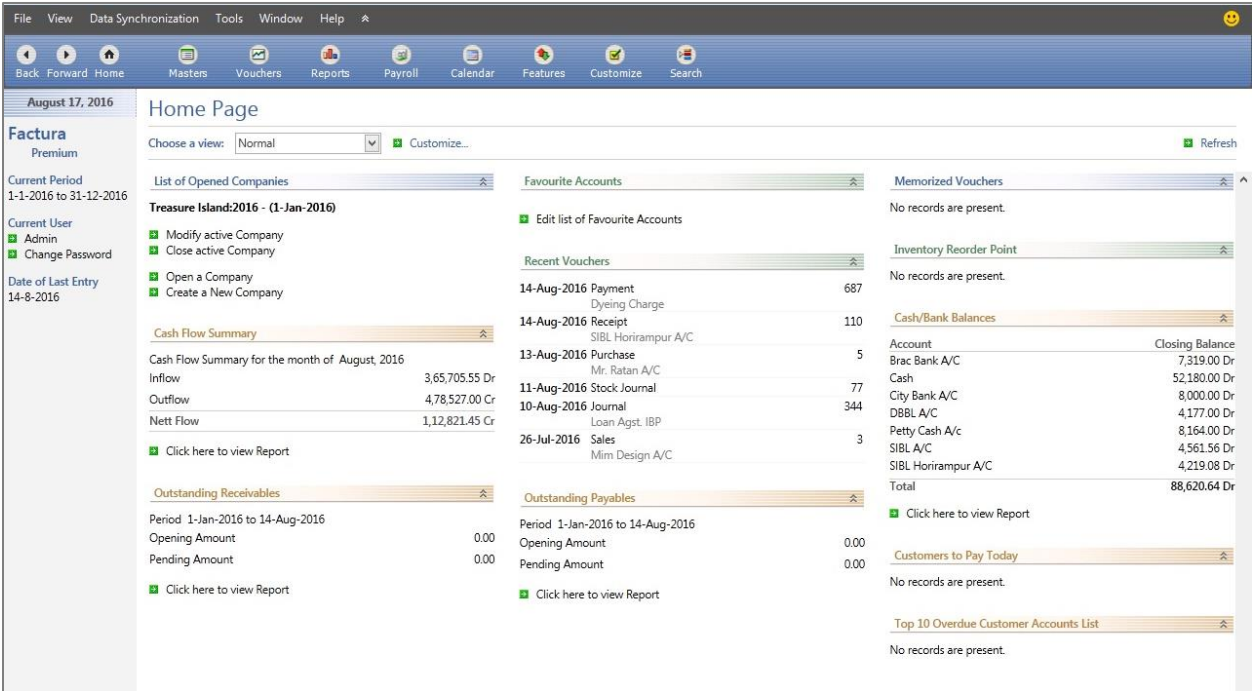 File View Data Synchronization Tools Window Help
Back Forward Home Masters Vouchers Reports Payroll Calendar Features Customize Search
August 17, 2016
Factura
Premium
Current Period
1-1-2016 to 31-12-2016
Current User
Admin
Change Password
Date of Last Entry
14-8-2016
Home Page
Choose a view: Normal Customize... Refresh
List of Opened Companies
Treasure Island:2016 - (1-Jan-2016)
Modify active Company
Close active Company
Open a Company
Create a New Company
Cash Flow Summary
Cash Flow Summary for the month of August, 2016
Inflow 3,65,705.55 Dr
Outflow 4,78,527.00 Cr
Nett Flow 1,12,821.45 Cr
Click here to view Report
Outstanding Receivables
Period 1-Jan-2016 to 14-Aug-2016
Opening Amount 0.00
Pending Amount 0.00
Click here to view Report
Favourite Accounts
Edit list of Favourite Accounts
Recent Vouchers
14-Aug-2016 Payment 687
Dyeing Charge
14-Aug-2016 Receipt 110
SIBL Horirampur A/C
13-Aug-2016 Purchase 5
Mr. Ratan A/C
11-Aug-2016 Stock Journal 77
10-Aug-2016 Journal 344
Loan Agst. IBP
26-Jul-2016 Sales 3
Mim Design A/C
Outstanding Payables
Period 1-Jan-2016 to 14-Aug-2016
Opening Amount 0.00
Pending Amount 0.00
Click here to view Report
Memorized Vouchers
No records are present.
Inventory Reorder Point
No records are present.
Cash/Bank Balances
Account Closing Balance
Brac Bank A/C 7,319.00 Dr
Cash 52,180.00 Dr
City Bank A/C 8,000.00 Dr
DBBL A/C 4,177.00 Dr
Petty Cash A/c 8,164.00 Dr
SIBL A/C 4,561.56 Dr
SIBL Horirampur A/C 4,219.08 Dr
Total 88,620.64 Dr
Click here to view Report
Customers to Pay Today
No records are present.
Top 10 Overdue Customer Accounts List
No records are present.